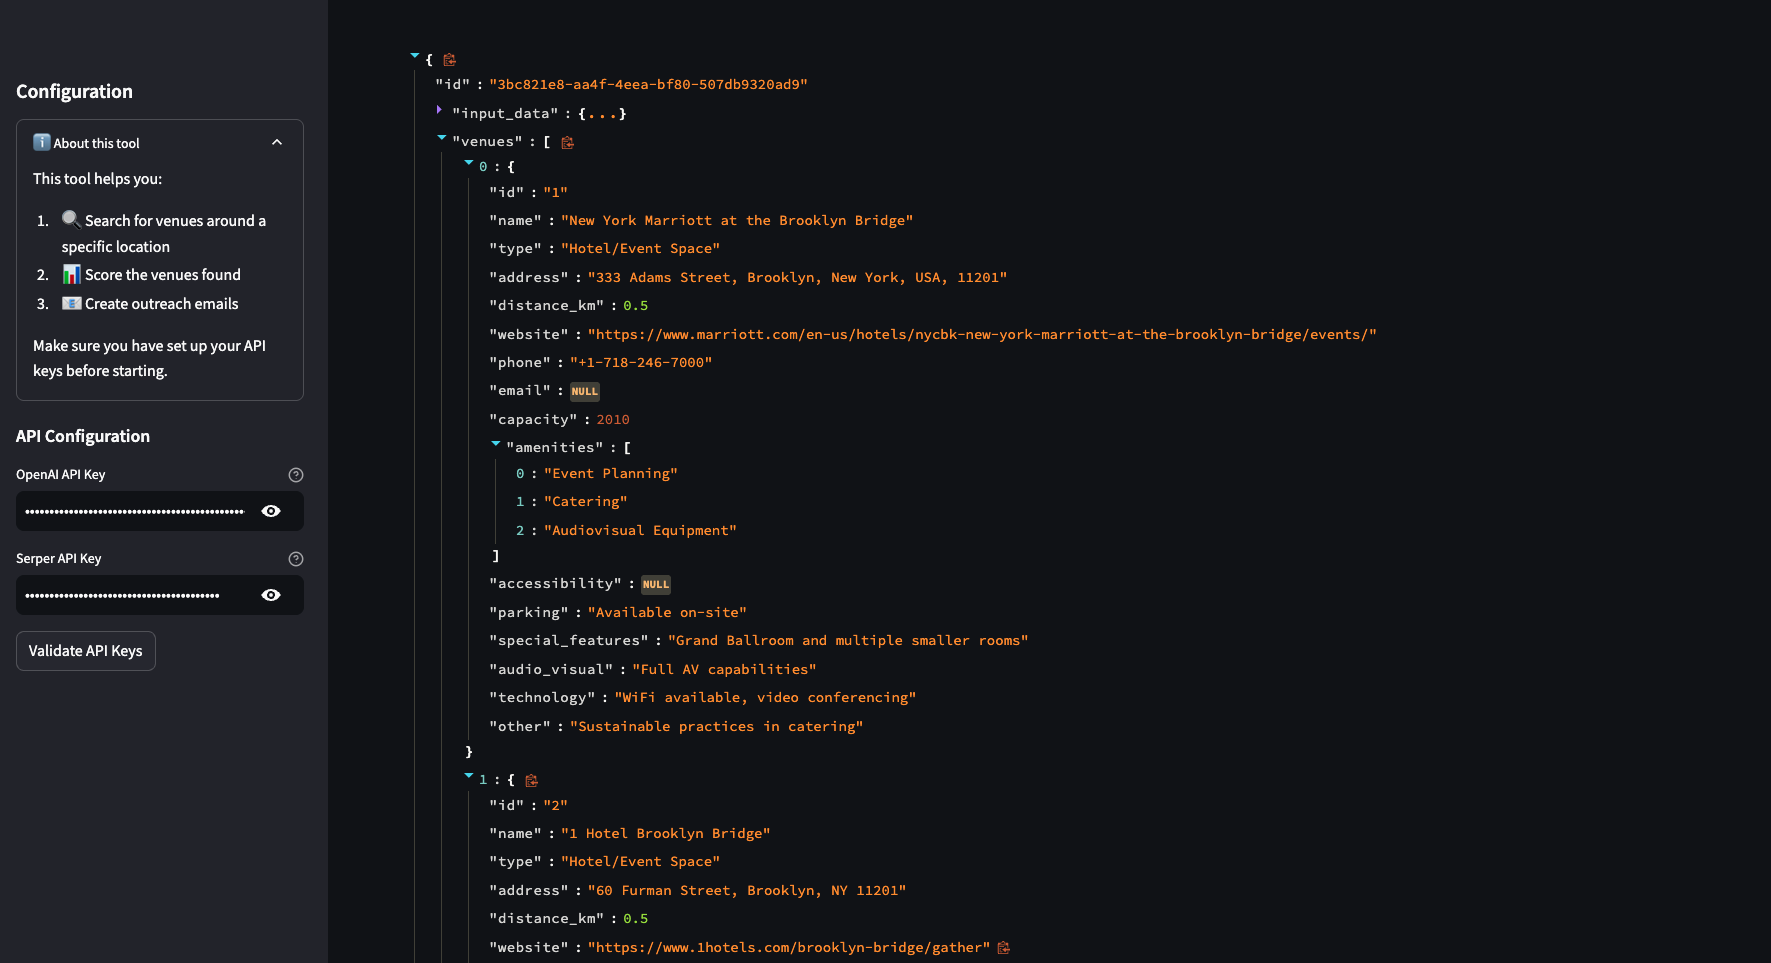 Configuration
About this tool
This tool helps you:
1. Search for venues around a
specific location
2. Score the venues found
3. Create outreach emails
Make sure you have set up your API
keys before starting.
API Configuration
OpenAI API Key
Serper API Key
Validate API Keys
{
"id" : "3bc821e8-aa4f-4eea-bf80-507db9320ad9"
"input_data" : {...}
"venues" : [
0 : {
"id" : "1"
"name" : "New York Marriott at the Brooklyn Bridge"
"type" : "Hotel/Event Space"
"address" : "333 Adams Street, Brooklyn, New York, USA, 11201"
"distance_km" : 0.5
"website" : "https://www.marriott.com/en-us/hotels/nycbk-new-york-marriott-at-the-brooklyn-bridge/events/"
"phone" : "+1-718-246-7000"
"email" : NULL
"capacity" : 2010
"amenities" : [
0 : "Event Planning"
1 : "Catering"
2 : "Audiovisual Equipment"
]
"accessibility" : NULL
"parking" : "Available on-site"
"special_features" : "Grand Ballroom and multiple smaller rooms"
"audio_visual" : "Full AV capabilities"
"technology" : "WiFi available, video conferencing"
"other" : "Sustainable practices in catering"
}
1 : {
"id" : "2"
"name" : "1 Hotel Brooklyn Bridge"
"type" : "Hotel/Event Space"
"address" : "60 Furman Street, Brooklyn, NY 11201"
"distance_km" : 0.5
"website" : "https://www.1hotels.com/brooklyn-bridge/gather"